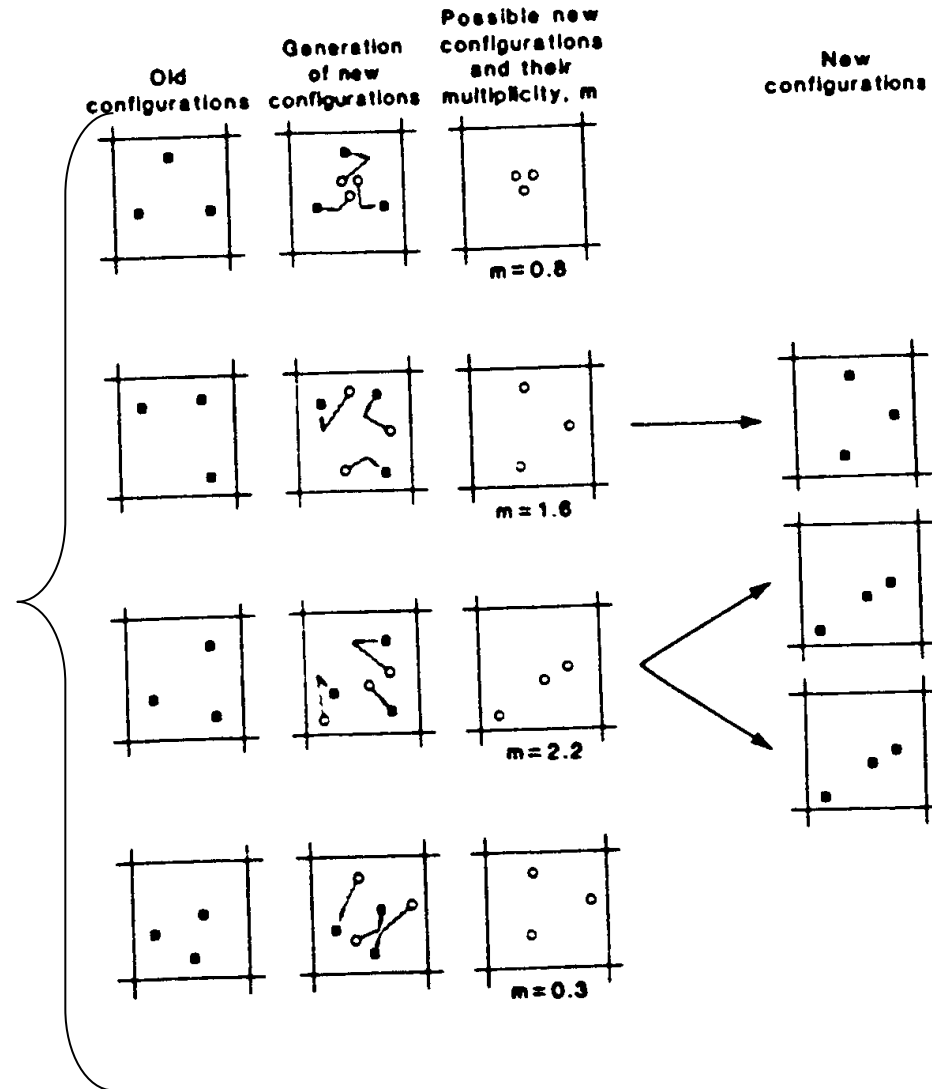 Old
configurations
Generation
of new
configurations
Possible new
configurations
and their
multiplicity, m
New
configurations
m=0.8
m=1.6
m=2.2
m=0.3